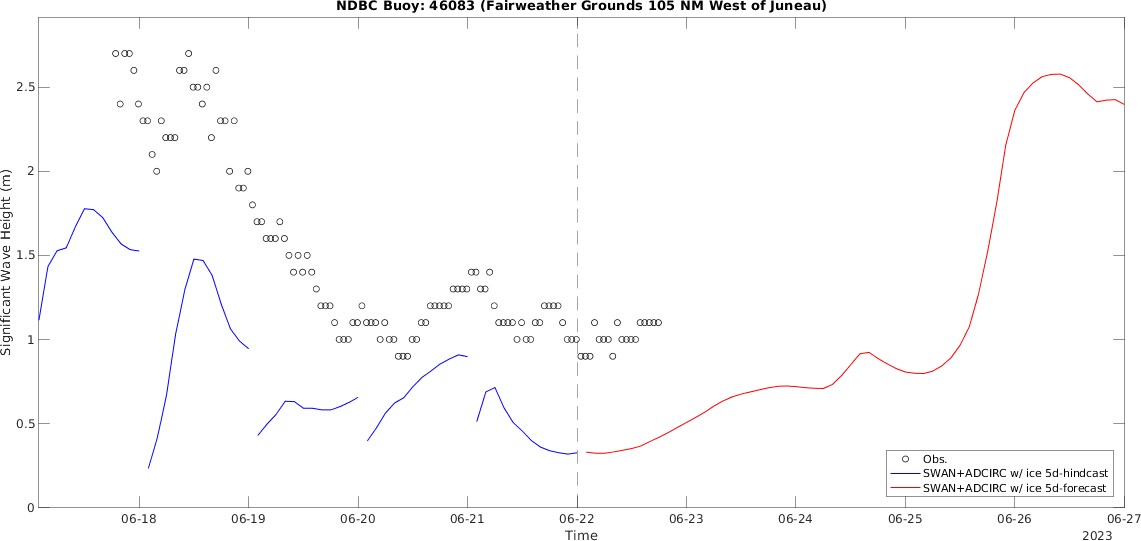 NDBC Buoy: 46083 (Fairweather Grounds 105 NM West of Juneau)
Significant Wave Height (m)
2.5
2
1.5
1
0.5
0
Obs.
SWAN+ADCIRC w/ ice 5d-hindcast
SWAN+ADCIRC w/ ice 5d-forecast
06-18 06-19 06-20 06-21 06-22 06-23 06-24 06-25 06-26 06-27
Time
2023